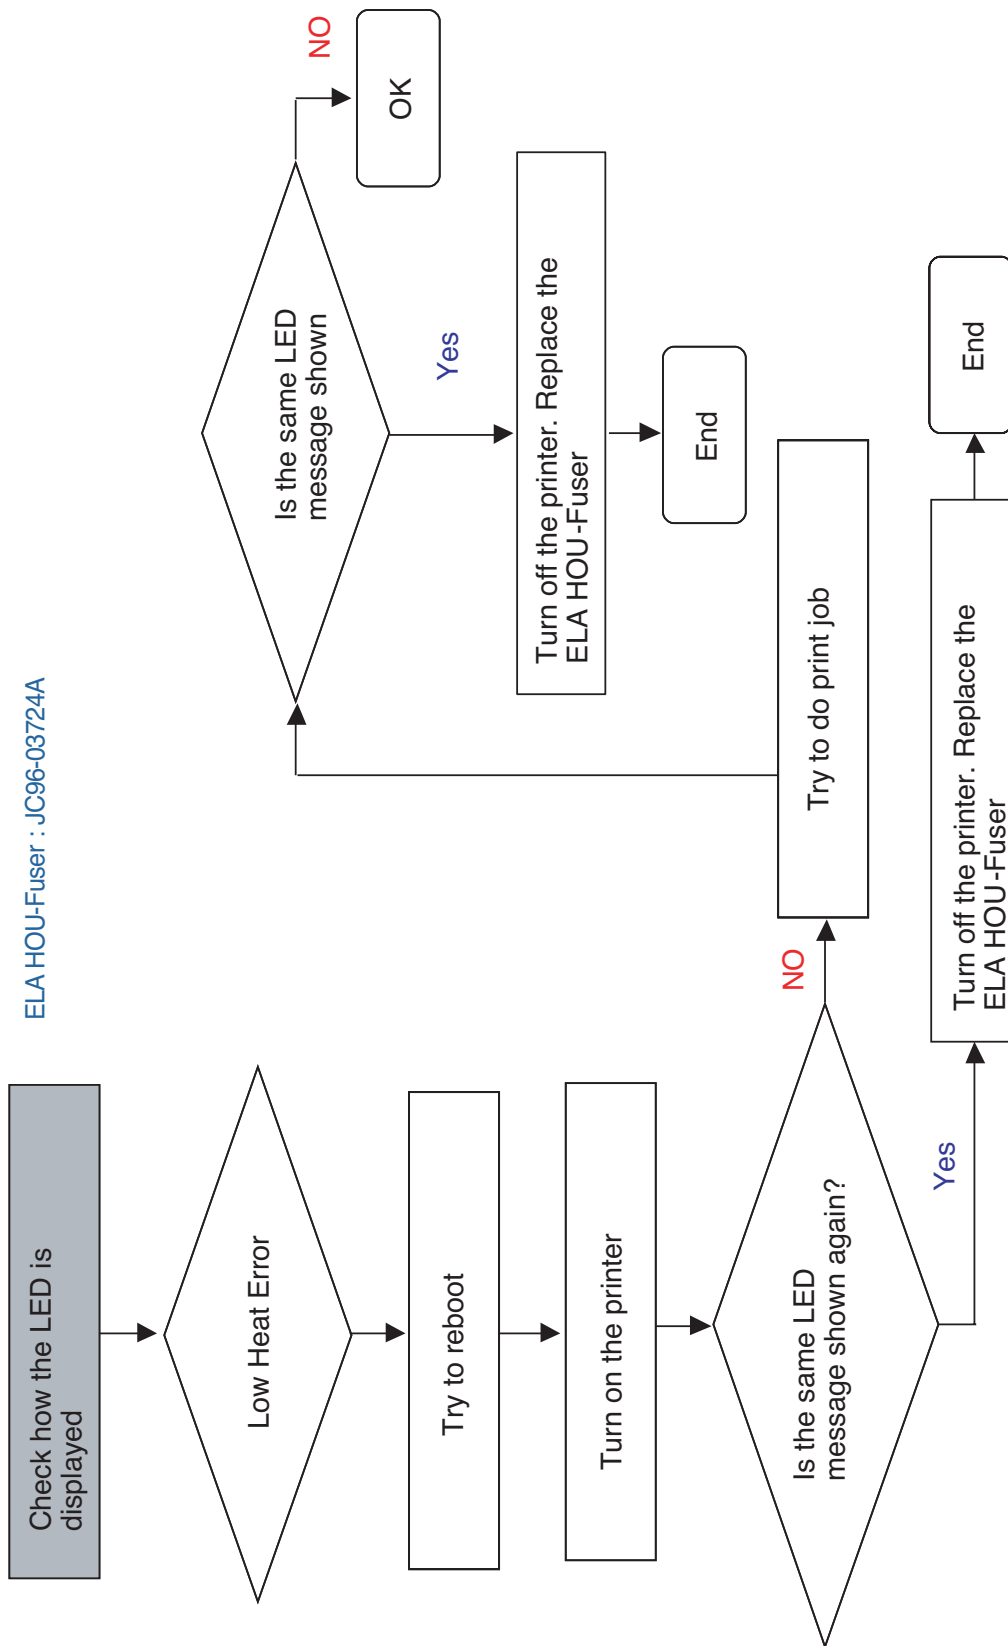 ELA HOU-Fuser : JC96-03724A
Check how the LED is
displayed
Low Heat Error
Try to reboot
Turn on the printer
Is the same LED
message shown again?
NO
Yes
Try to do print job
Turn off the printer. Replace the
ELA HOU-Fuser
End
Is the same LED
message shown
NO
OK
Yes
Turn off the printer. Replace the
ELA HOU-Fuser
End